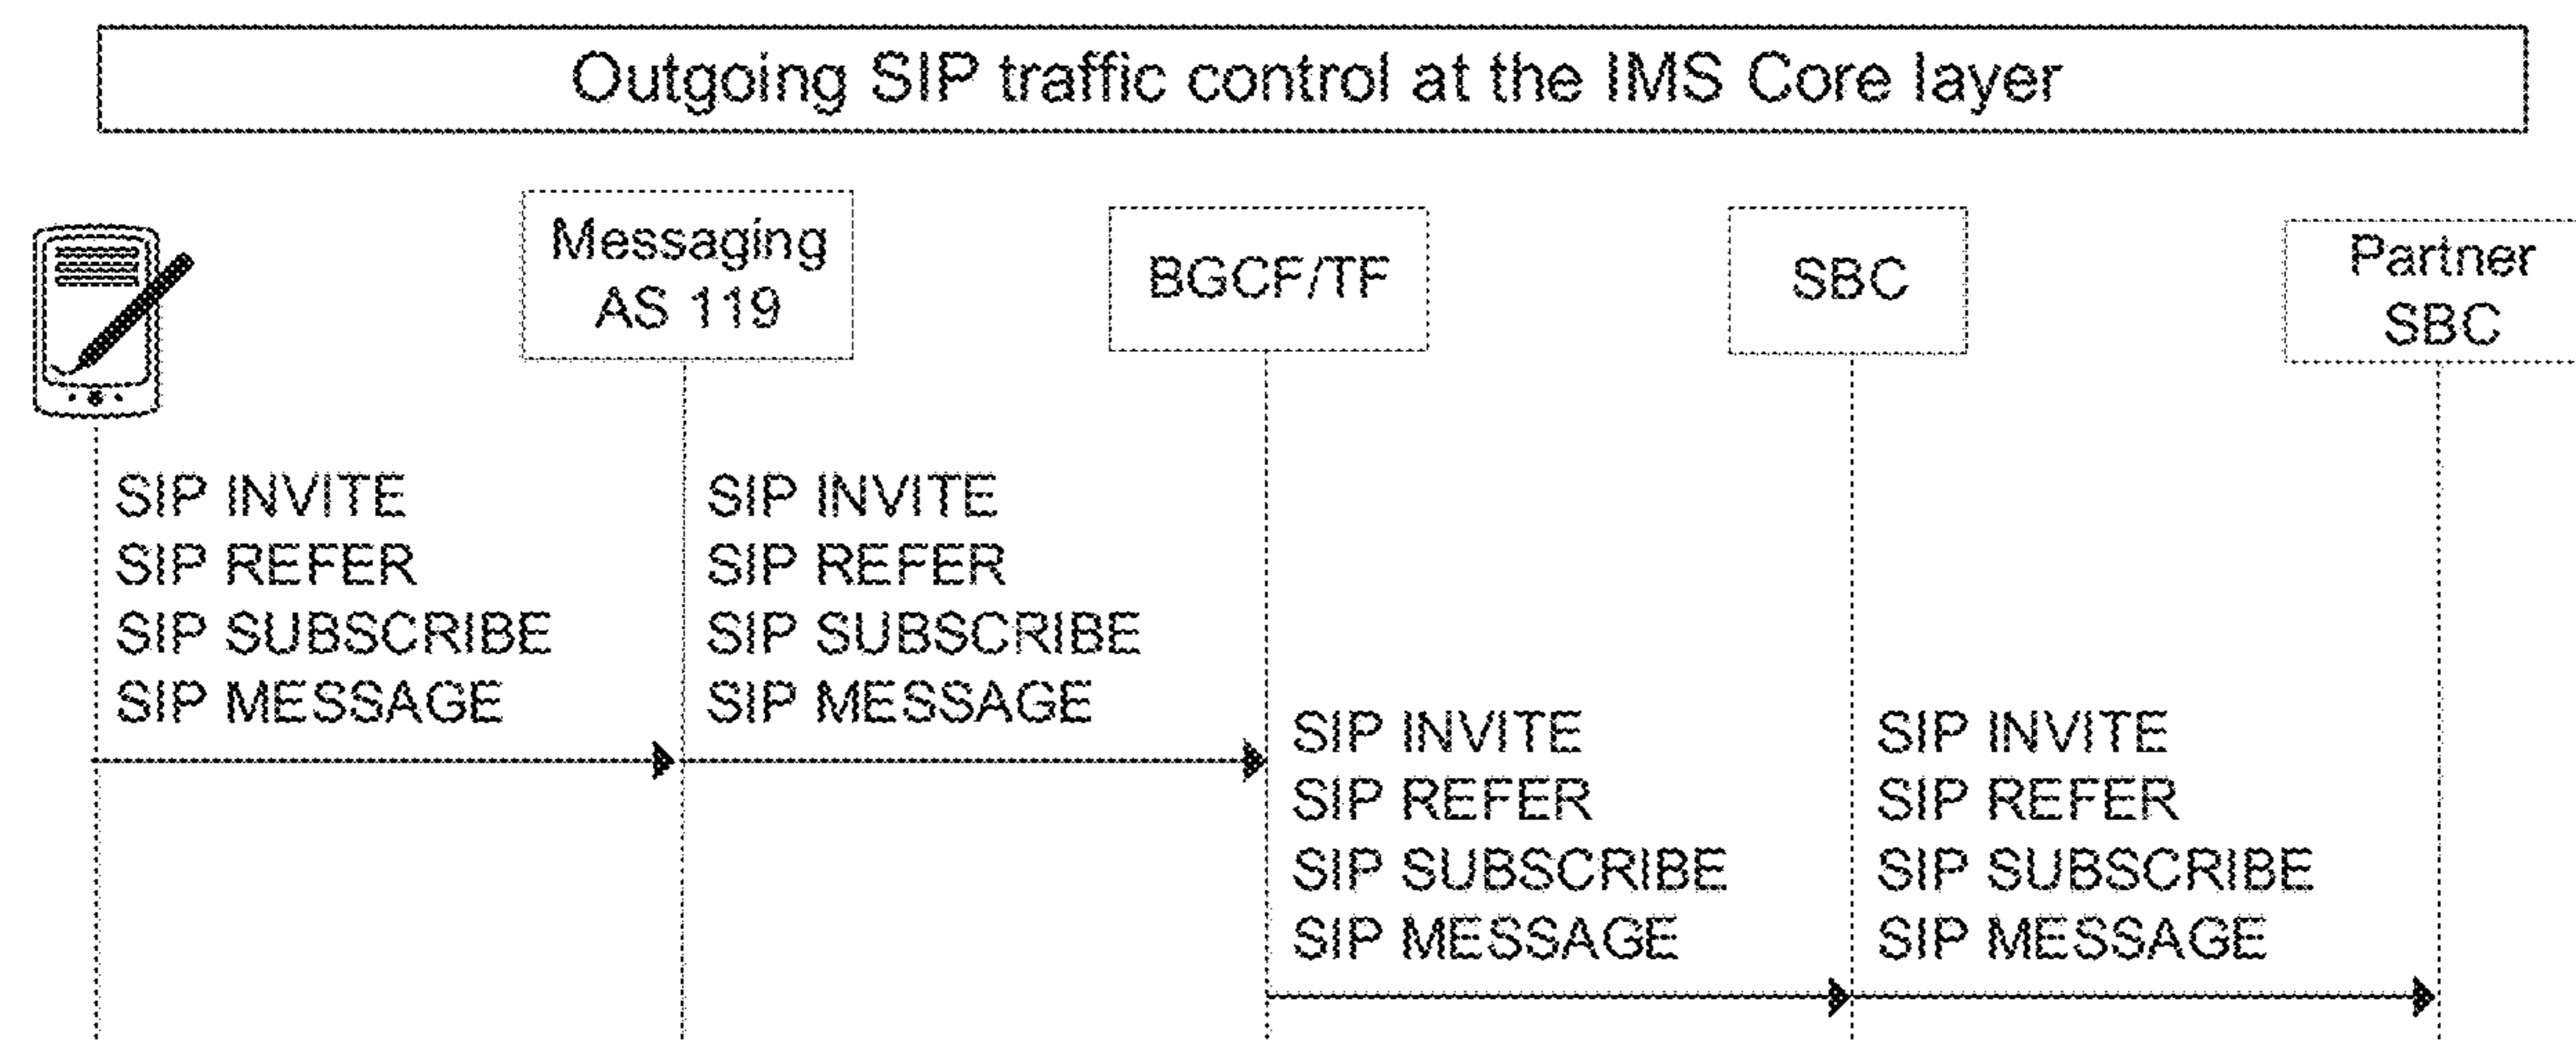 Outgoing SIP traffic control at the IMS Core layer
Messaging
AS 119
BGCF/TF
SBC
Partner
SBC
SIP INVITE
SIP REFER
SIP SUBSCRIBE
SIP MESSAGE
SIP INVITE
SIP REFER
SIP SUBSCRIBE
SIP MESSAGE
SIP INVITE
SIP REFER
SIP SUBSCRIBE
SIP MESSAGE
SIP INVITE
SIP REFER
SIP SUBSCRIBE
SIP MESSAGE